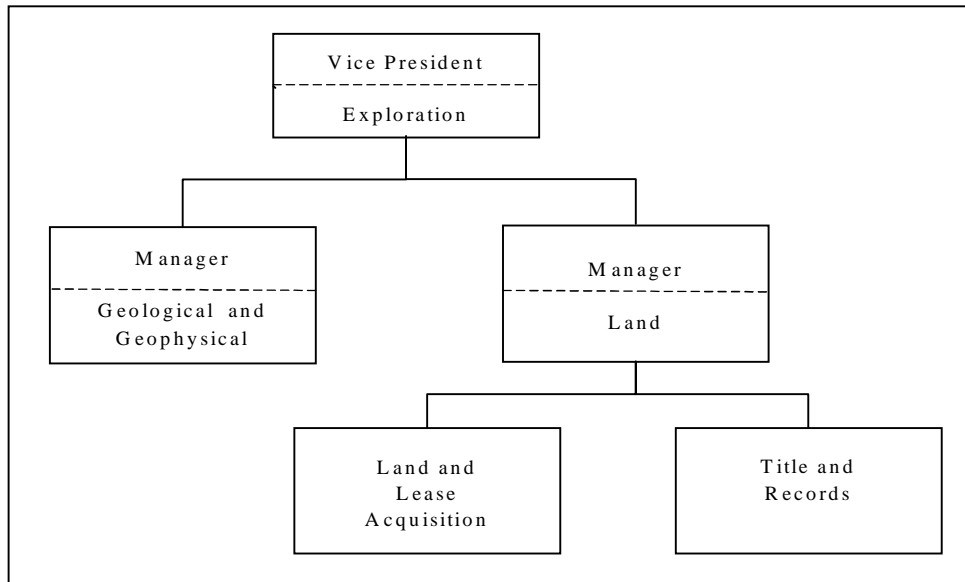 Vice President
Exploration
Manager
Geological and
Geophysical
Manager
Land
Land and
Lease
Acquisition
Title and
Records